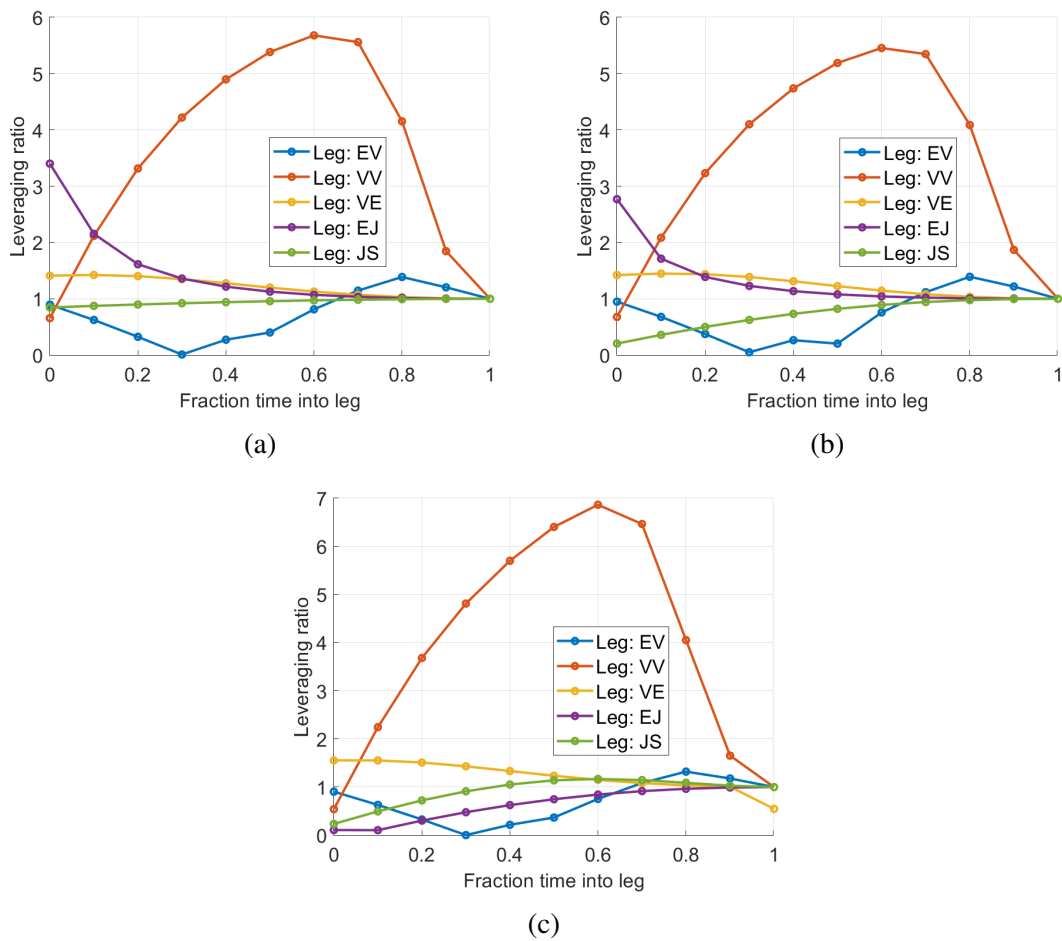 6
5
4
3
2
1
0
Leveraging ratio
Leg: EV
Leg: VV
Leg: VE
Leg: EJ
Leg: JS
0 0.2 0.4 0.6 0.8 1
Fraction time into leg
(a)
6
5
4
3
2
1
0
Leveraging ratio
Leg: EV
Leg: VV
Leg: VE
Leg: EJ
Leg: JS
0 0.2 0.4 0.6 0.8 1
Fraction time into leg
(b)
7
6
5
4
3
2
1
0
Leveraging ratio
Leg: EV
Leg: VV
Leg: VE
Leg: EJ
Leg: JS
0 0.2 0.4 0.6 0.8 1
Fraction time into leg
(c)